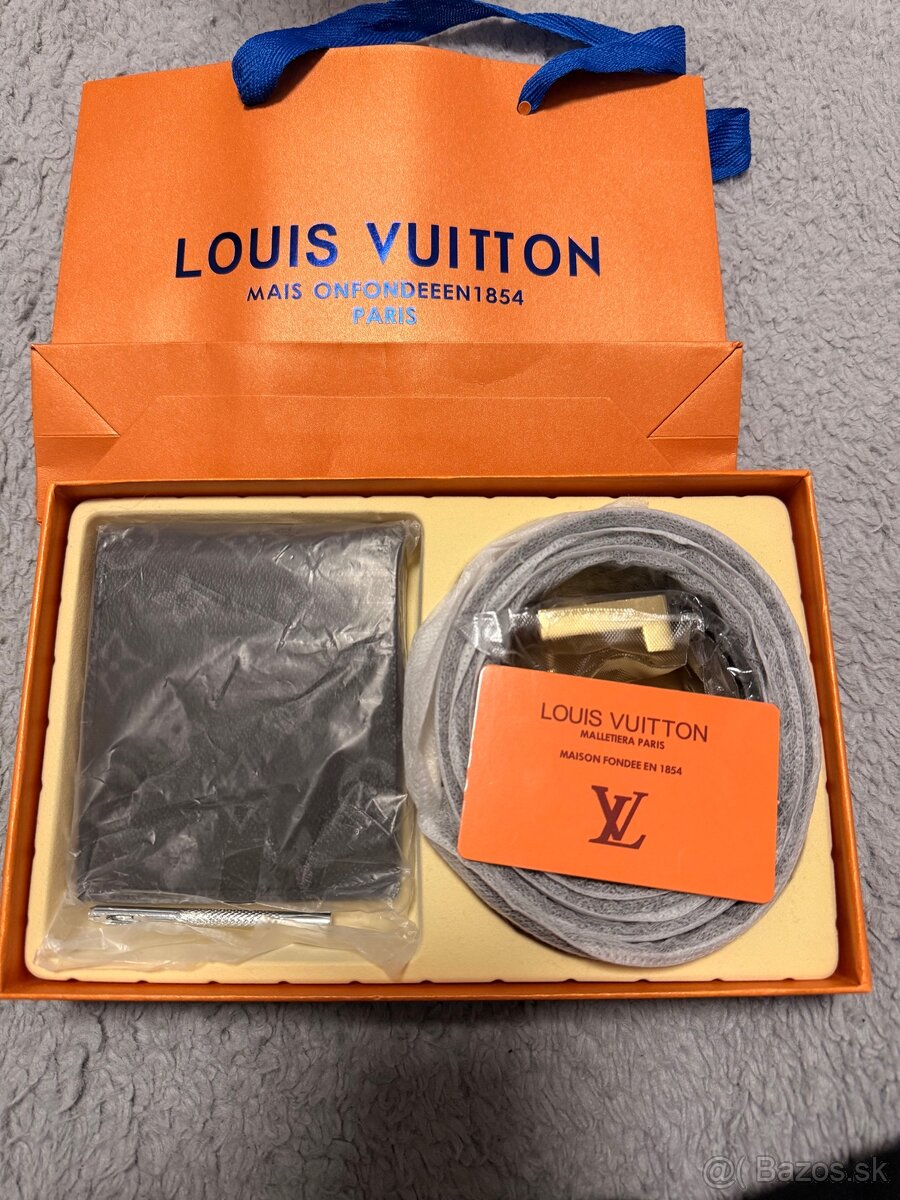 LOUIS VUITTON
MAIS ONFONDEEEN1854
PARIS
LOUIS VUITTON
MALLETIERA PARIS
MAISON FONDEE EN 1854
LV
@( Bazos.sk